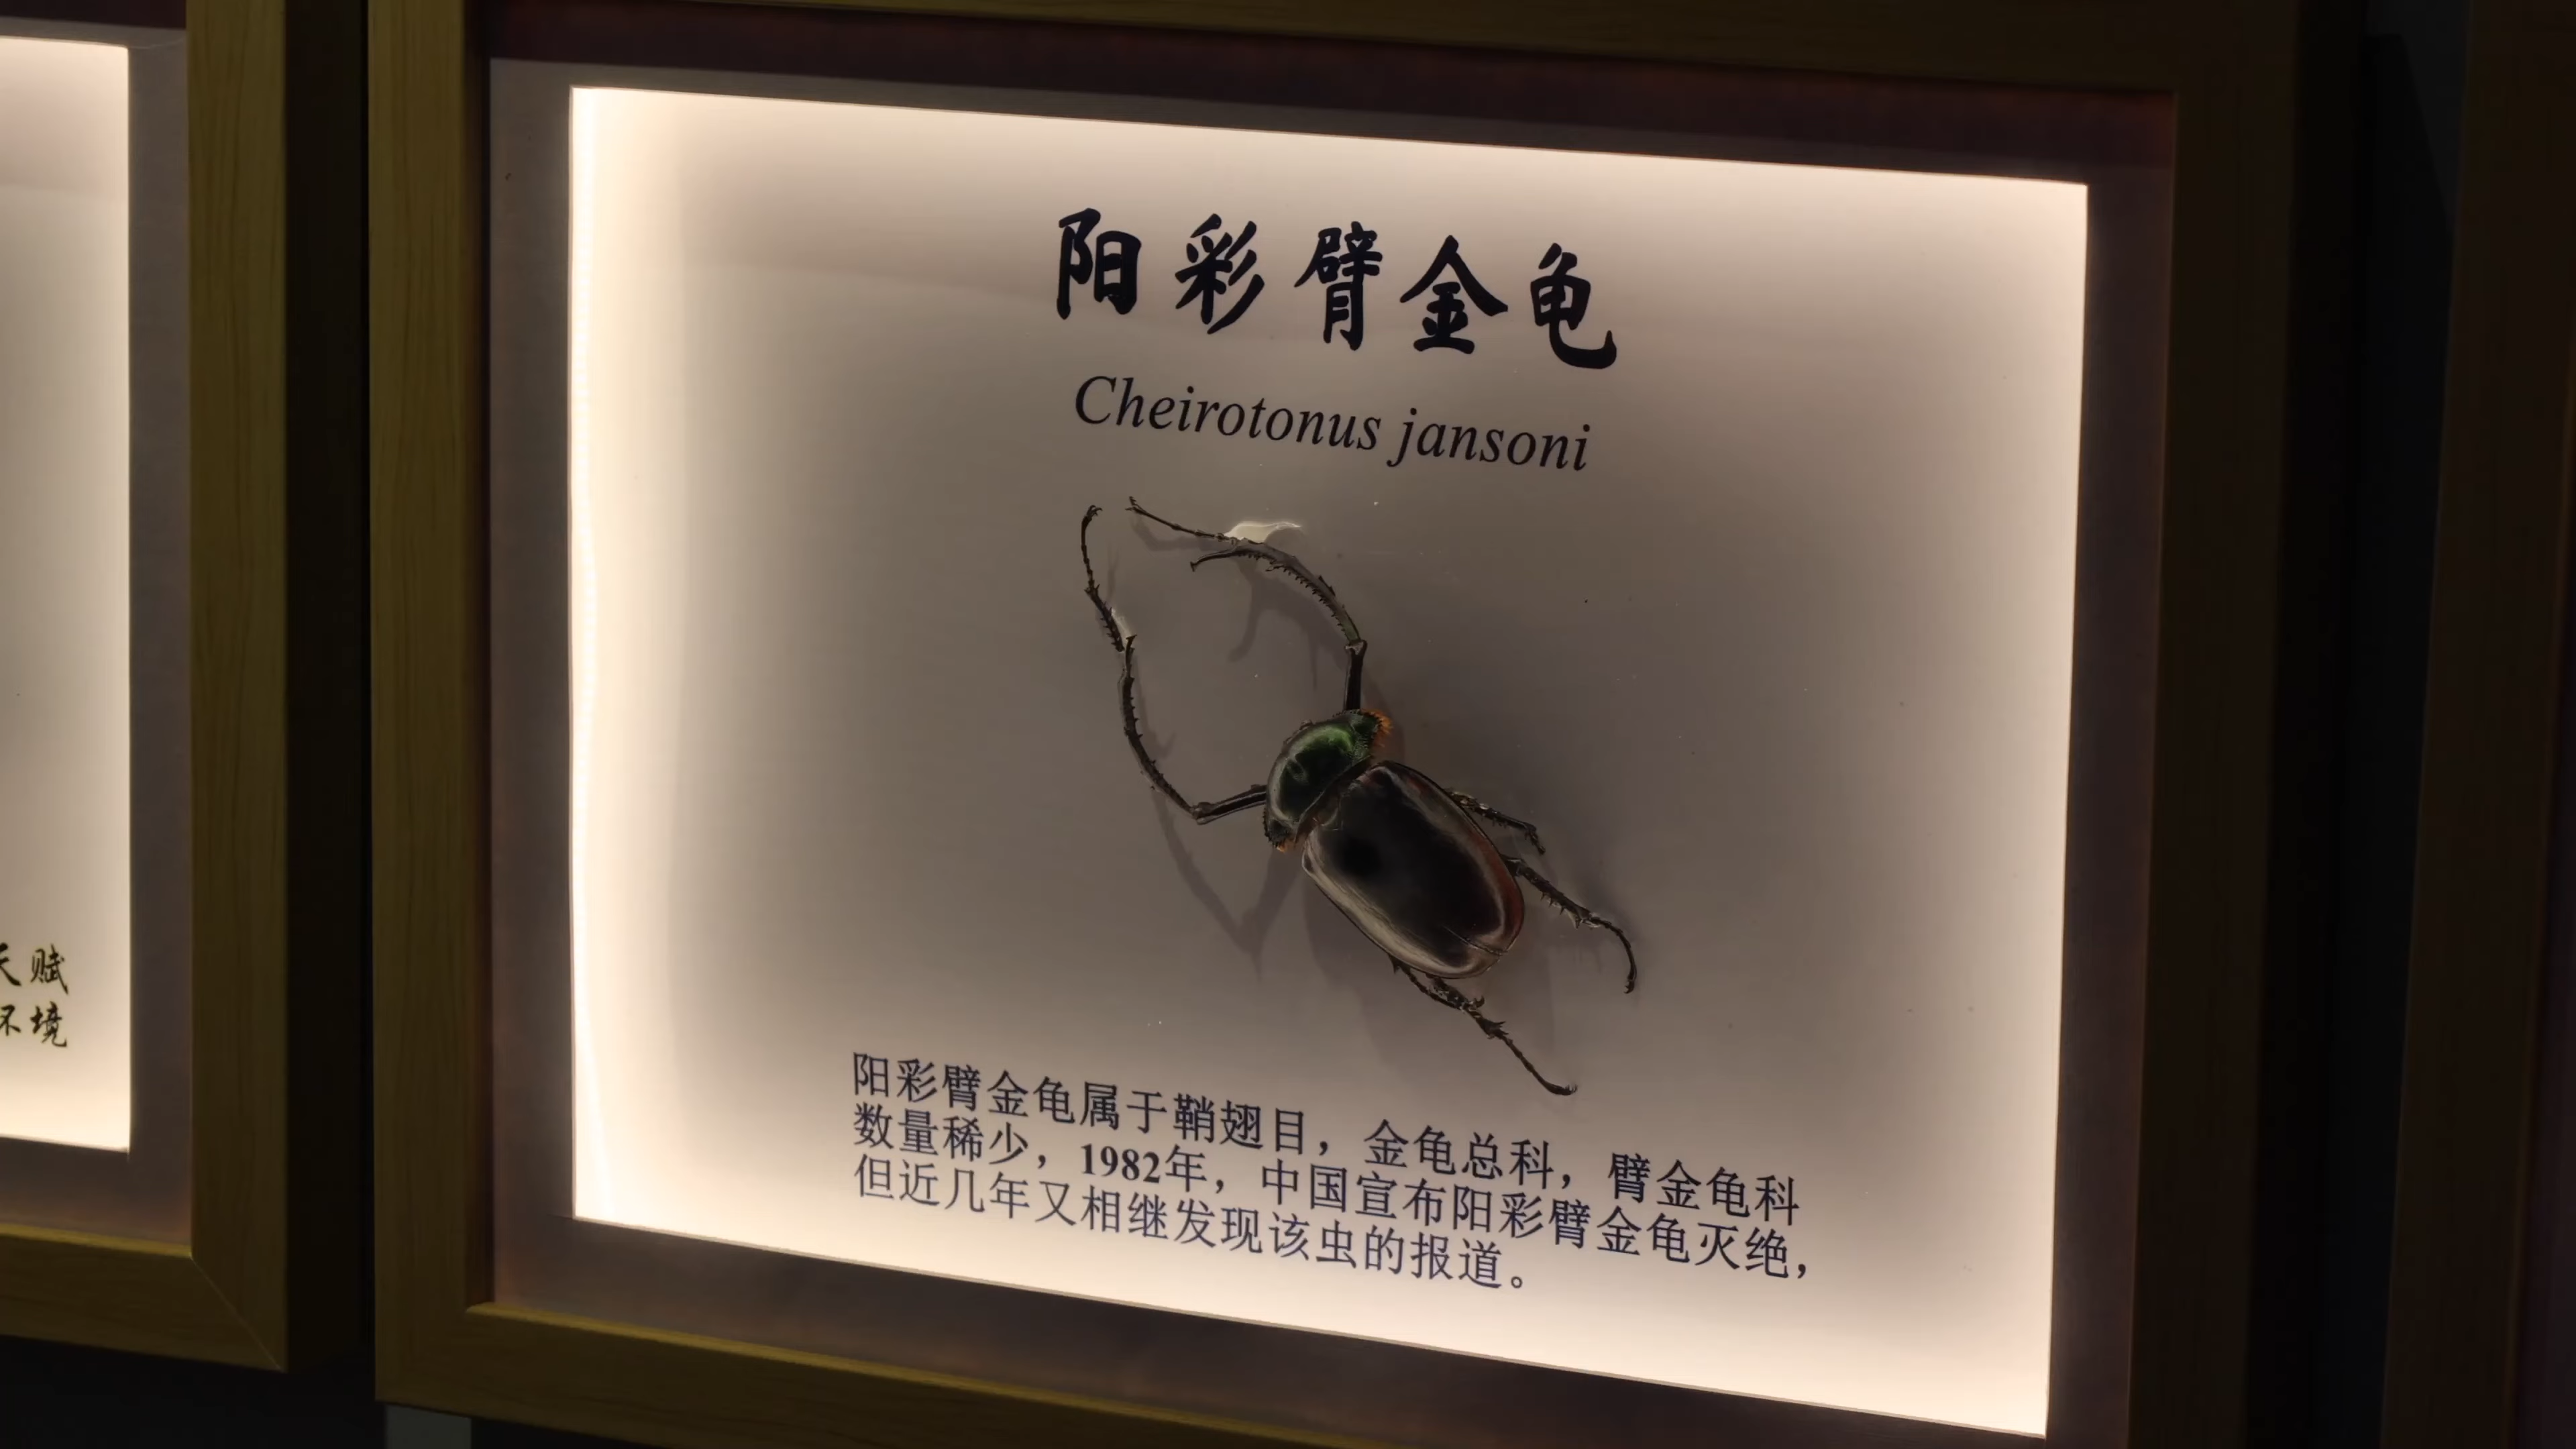 阳彩臂金龟
Cheirotonus jansoni
阳彩臂金龟属于鞘翅目，金龟总科，臂金龟科
数量稀少，1982年，中国宣布阳彩臂金龟灭绝，
但近几年又相继发现该虫的报道。
天赋
环境